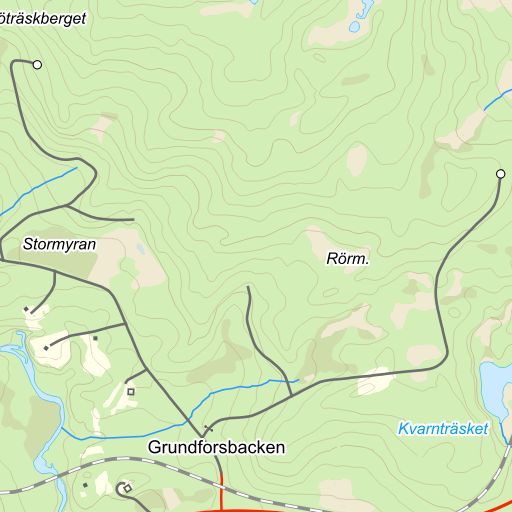 öträskberget
Stormyran
Rörm.
Kvarnträsket
Grundforsbacken